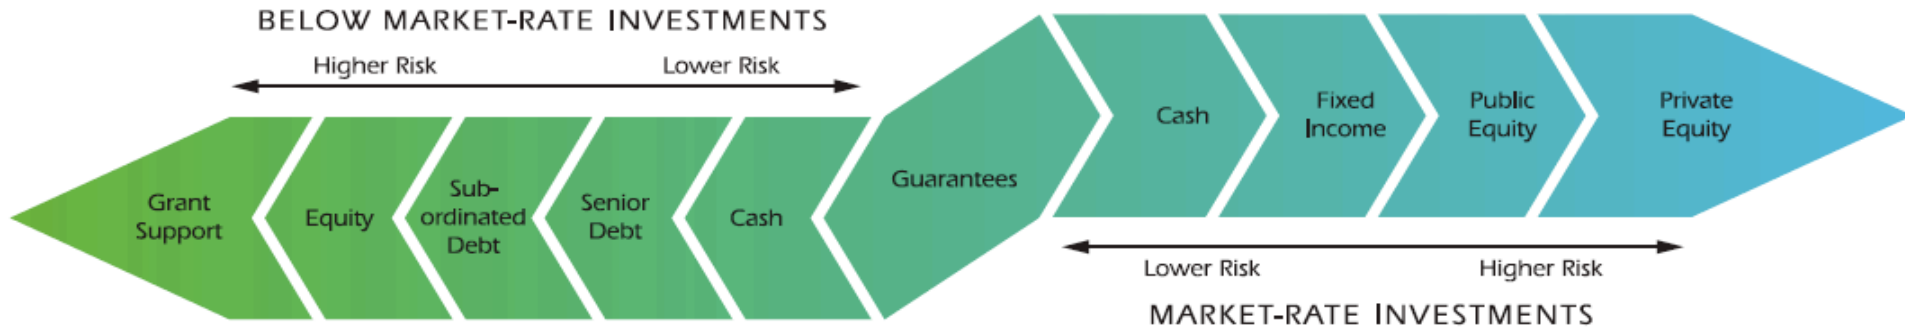 BELOW MARKET-RATE INVESTMENTS
Higher Risk
Lower Risk
Grant
Support
Equity
Sub-
ordinated
Debt
Senior
Debt
Cash
Guarantees
Cash
Fixed
Income
Public
Equity
Private
Equity
Lower Risk
Higher Risk
MARKET-RATE INVESTMENTS